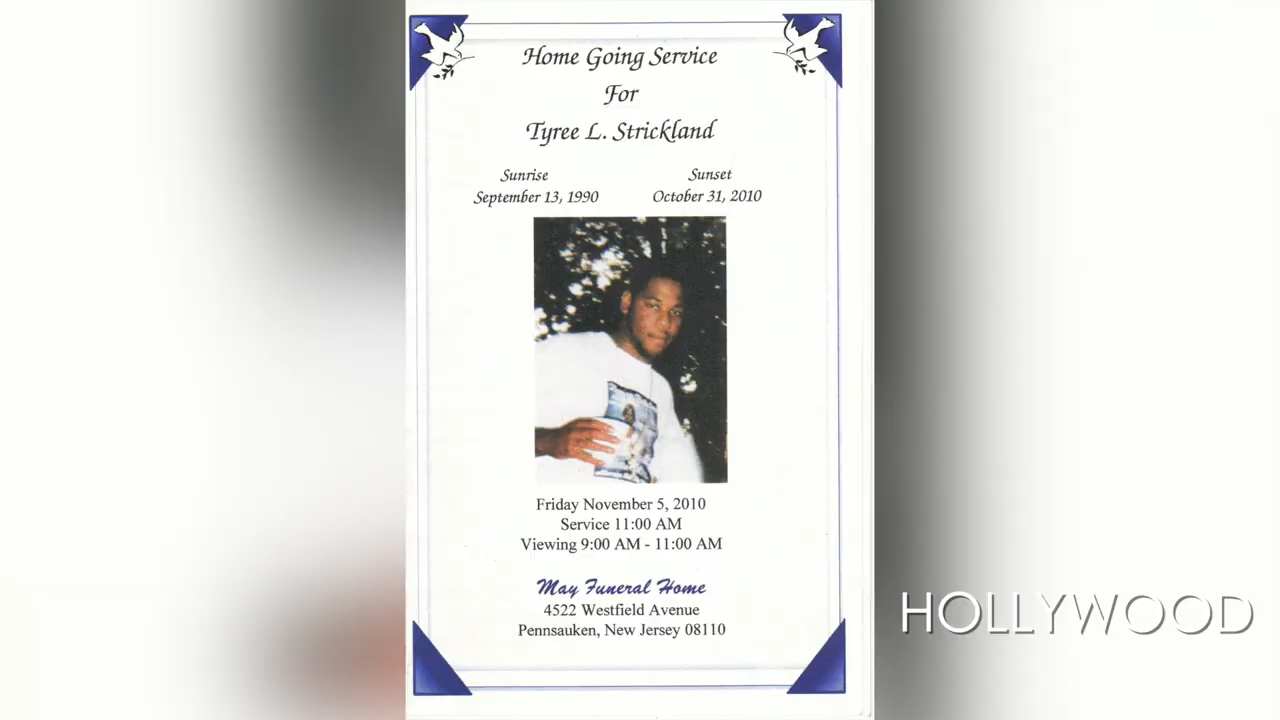 Home Going Service
For
Tyree L. Strickland
Sunrise
September 13, 1990
Sunset
October 31, 2010
Friday November 5, 2010
Service 11:00 AM
Viewing 9:00 AM - 11:00 AM
May Funeral Home
4522 Westfield Avenue
Pennsauken, New Jersey 08110
HOLLYWOOD